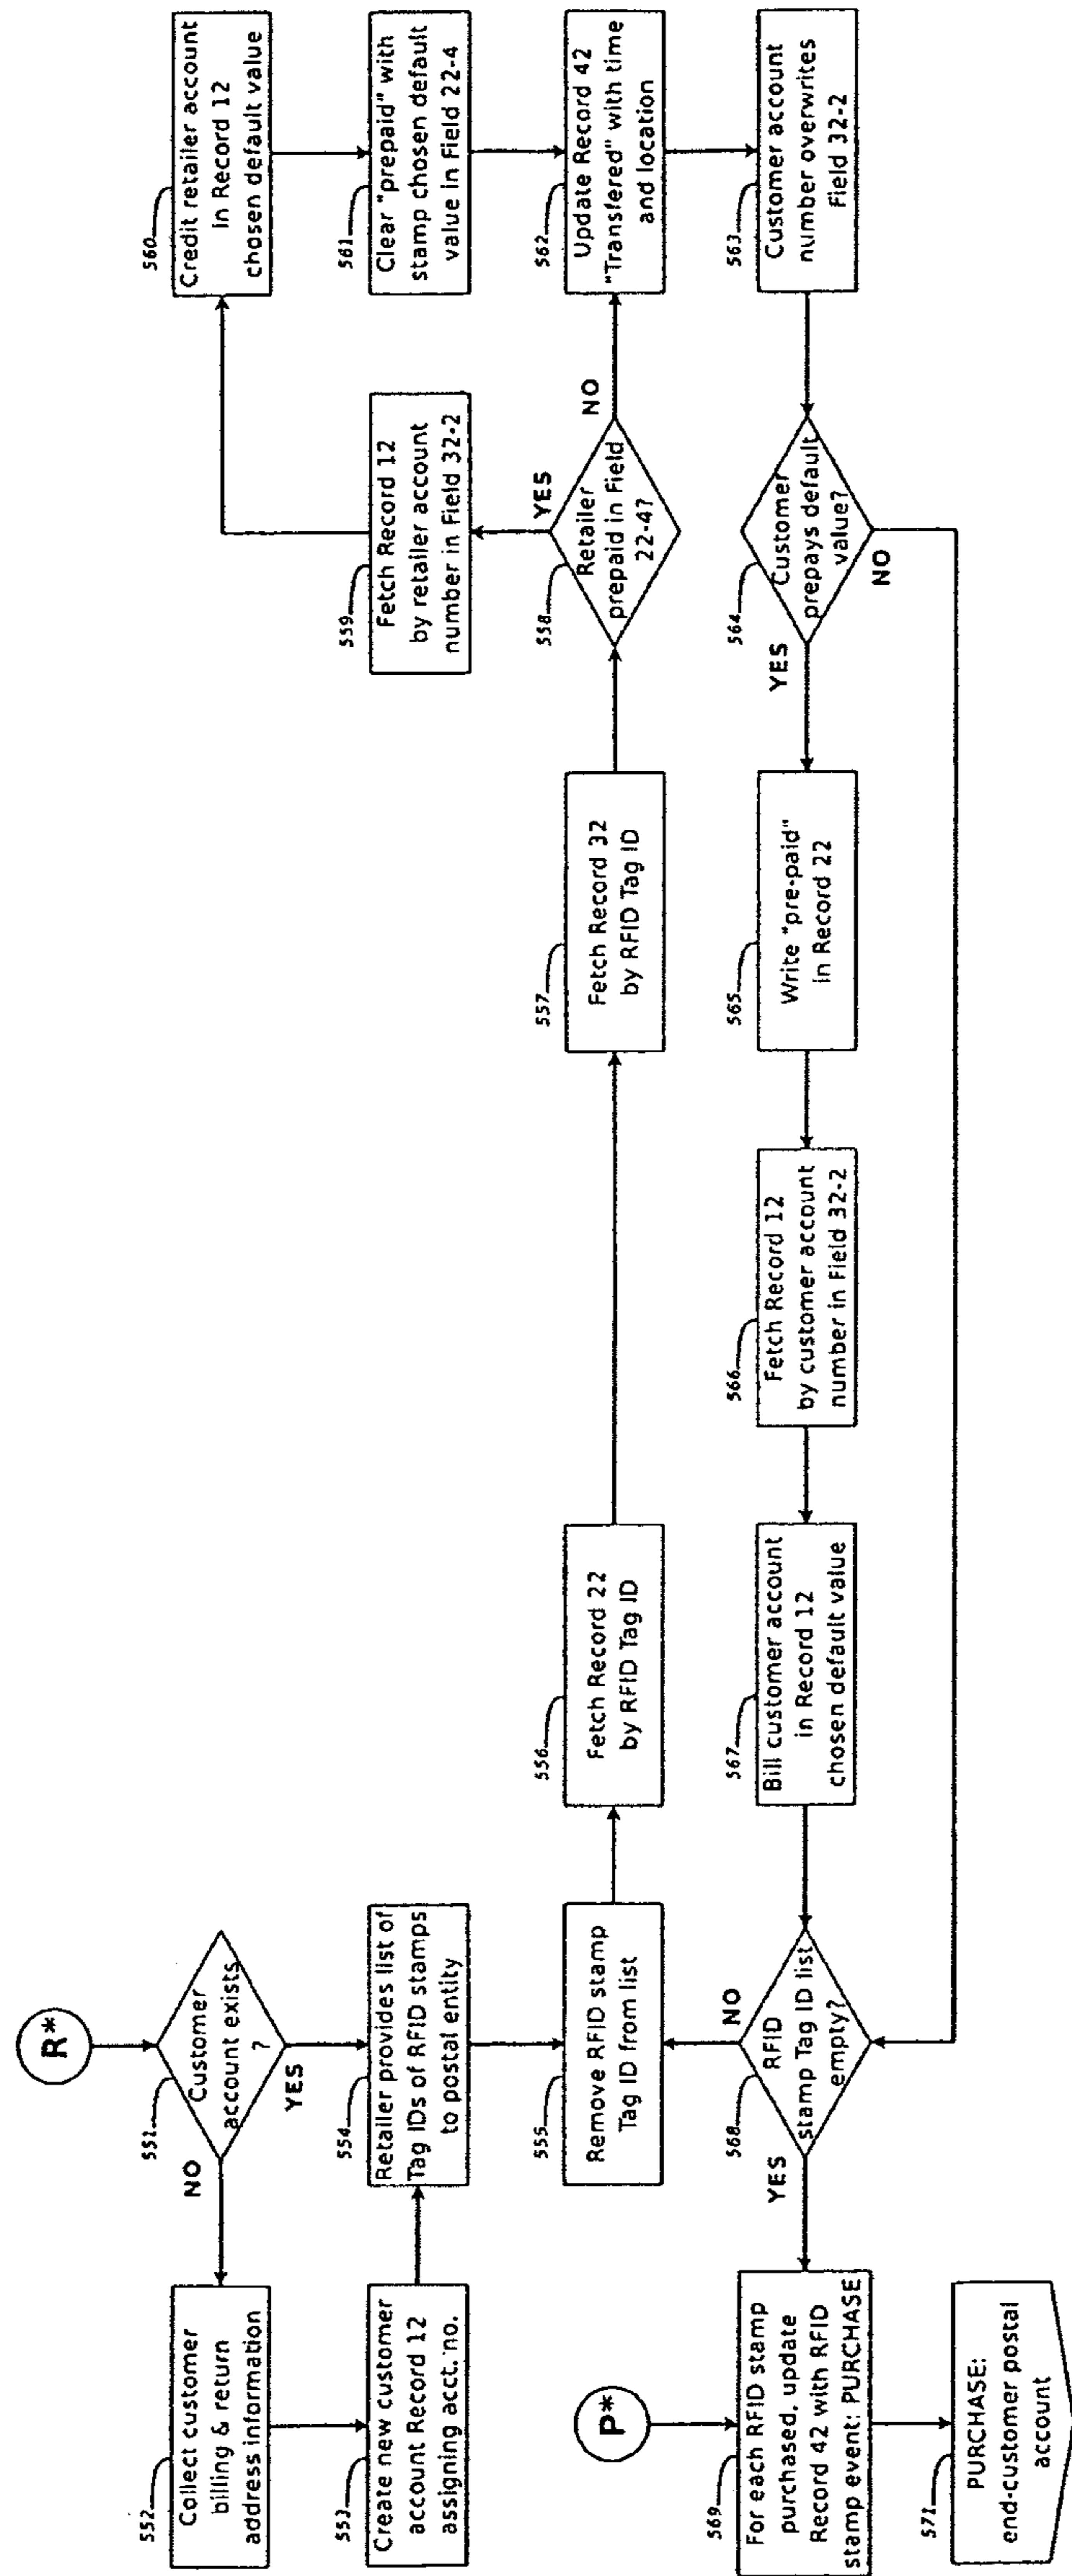 R*
551
Customer
account exists
?
NO
YES
552
Collect customer
billing & return
address information
553
Create new customer
account Record 12
assigning acct. no.
554
Retailer provides list of
Tag IDs of RFID stamps
to postal entity
555
Remove RFID stamp
Tag ID from list
556
Fetch Record 22
by RFID Tag ID
557
Fetch Record 32
by RFID Tag ID
558
Retailer
prepaid in Field
22-4?
YES
NO
559
Fetch Record 12
by retailer account
number in Field 32-2
560
Credit retailer account
in Record 12
chosen default value
561
Clear "prepaid" with
stamp chosen default
value in Field 22-4
562
Update Record 42
"Transfered" with time
and location
563
Customer account
number overwrites
Field 32-2
564
Customer
prepays default
value?
YES
NO
565
Write "pre-paid"
in Record 22
566
Fetch Record 12
by customer account
number in Field 32-2
567
Bill customer account
in Record 12
chosen default value
568
RFID
stamp Tag ID list
empty?
NO
YES
P*
569
For each RFID stamp
purchased, update
Record 42 with RFID
stamp event: PURCHASE
571
PURCHASE:
end-customer postal
account